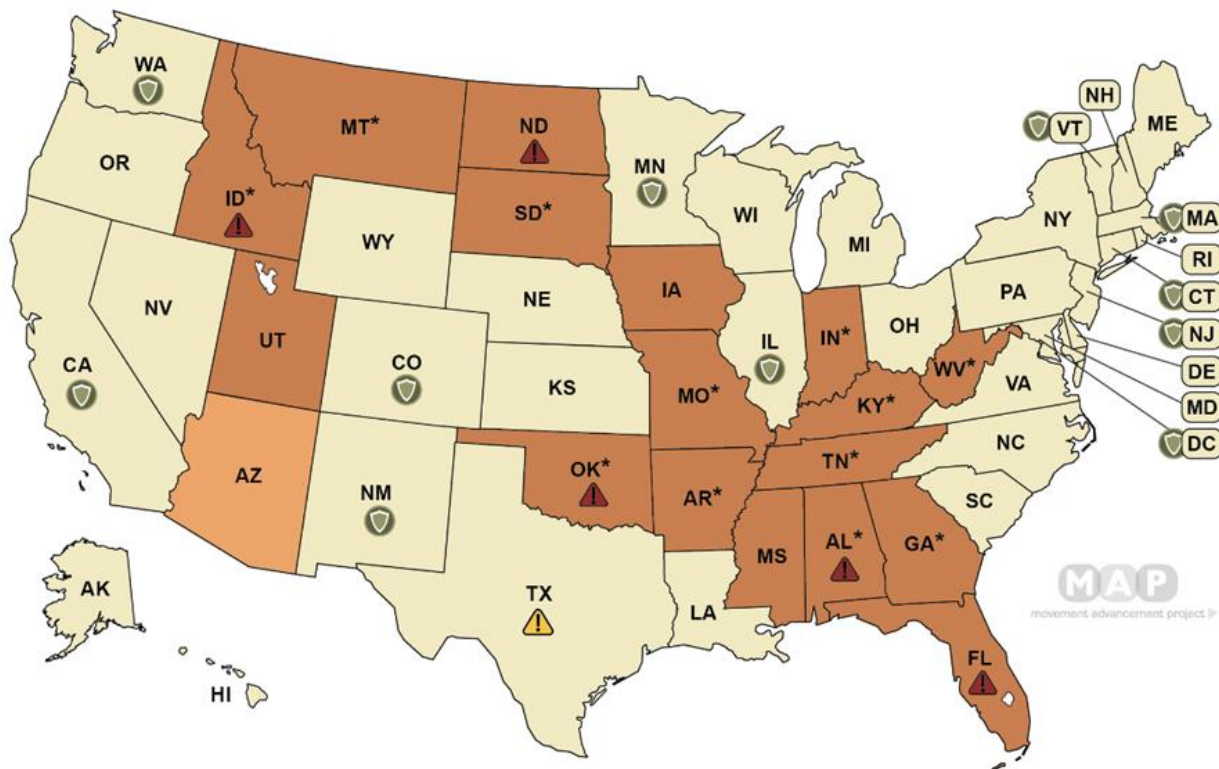 WA
NH
VT
ME
MT*
ND
OR
MN
ID*
SD*
WI
NY
MA
MI
WY
RI
IA
PA
CT
NE
NV
OH
NJ
UT
IL
IN*
DE
CA
CO
WV*
VA
KS
MO*
KY*
MD
NC
DC
TN*
AZ
OK*
NM
AR*
SC
MS
AL*
GA*
AK
MAP
TX
LA
movement advancement project
FL
HI